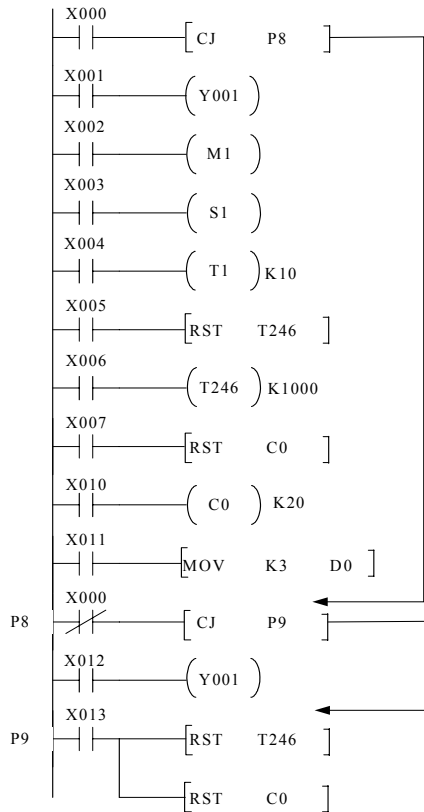 X000
CJ P8
X001
Y001
X002
M1
X003
S1
X004
T1 K10
X005
RST T246
X006
T246 K1000
X007
RST C0
X010
C0 K20
X011
MOV K3 D0
X000
P8 CJ P9
X012
Y001
X013
P9 RST T246
RST C0